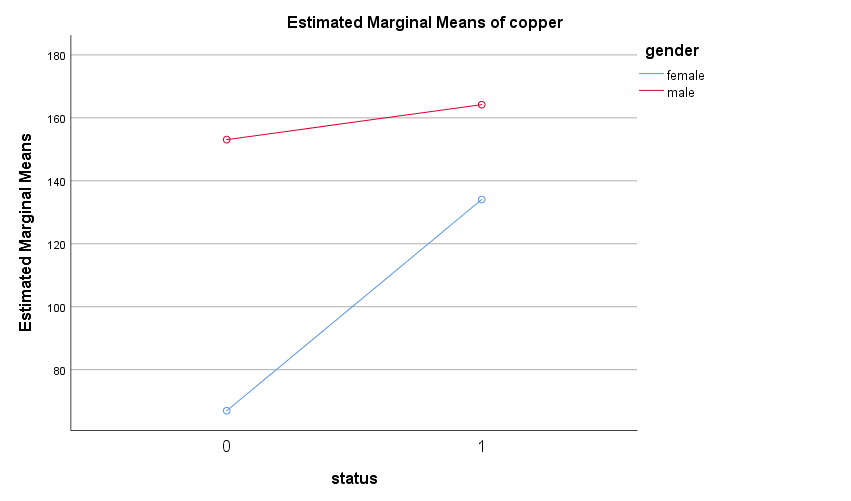 Estimated Marginal Means of copper
gender
female
male
Estimated Marginal Means
180
160
140
120
100
80
0 1
status